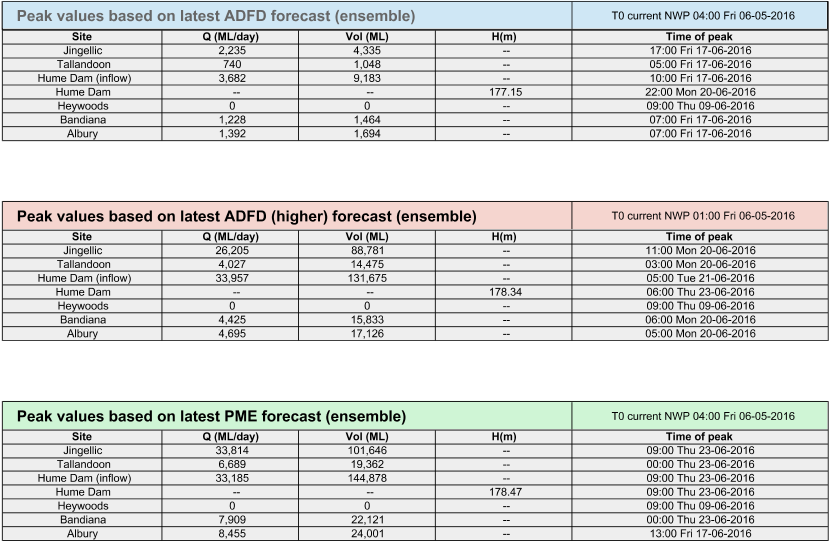 Peak values based on latest ADFD forecast (ensemble) T0 current NWP 04:00 Fri 06-05-2016
Site Q (ML/day) Vol (ML) H(m) Time of peak
Jingellic 2,235 4,335 -- 17:00 Fri 17-06-2016
Tallandoon 740 1,048 -- 05:00 Fri 17-06-2016
Hume Dam (inflow) 3,682 9,183 -- 10:00 Fri 17-06-2016
Hume Dam -- -- 177.15 22:00 Mon 20-06-2016
Heywoods 0 0 -- 09:00 Thu 09-06-2016
Bandiana 1,228 1,464 -- 07:00 Fri 17-06-2016
Albury 1,392 1,694 -- 07:00 Fri 17-06-2016
Peak values based on latest ADFD (higher) forecast (ensemble) T0 current NWP 01:00 Fri 06-05-2016
Site Q (ML/day) Vol (ML) H(m) Time of peak
Jingellic 26,205 88,781 -- 11:00 Mon 20-06-2016
Tallandoon 4,027 14,475 -- 03:00 Mon 20-06-2016
Hume Dam (inflow) 33,957 131,675 -- 05:00 Tue 21-06-2016
Hume Dam -- -- 178.34 06:00 Thu 23-06-2016
Heywoods 0 0 -- 09:00 Thu 09-06-2016
Bandiana 4,425 15,833 -- 06:00 Mon 20-06-2016
Albury 4,695 17,126 -- 05:00 Mon 20-06-2016
Peak values based on latest PME forecast (ensemble) T0 current NWP 04:00 Fri 06-05-2016
Site Q (ML/day) Vol (ML) H(m) Time of peak
Jingellic 33,814 101,646 -- 09:00 Thu 23-06-2016
Tallandoon 6,689 19,362 -- 00:00 Thu 23-06-2016
Hume Dam (inflow) 33,185 144,878 -- 09:00 Thu 23-06-2016
Hume Dam -- -- 178.47 09:00 Thu 23-06-2016
Heywoods 0 0 -- 09:00 Thu 09-06-2016
Bandiana 7,909 22,121 -- 00:00 Thu 23-06-2016
Albury 8,455 24,001 -- 13:00 Fri 17-06-2016